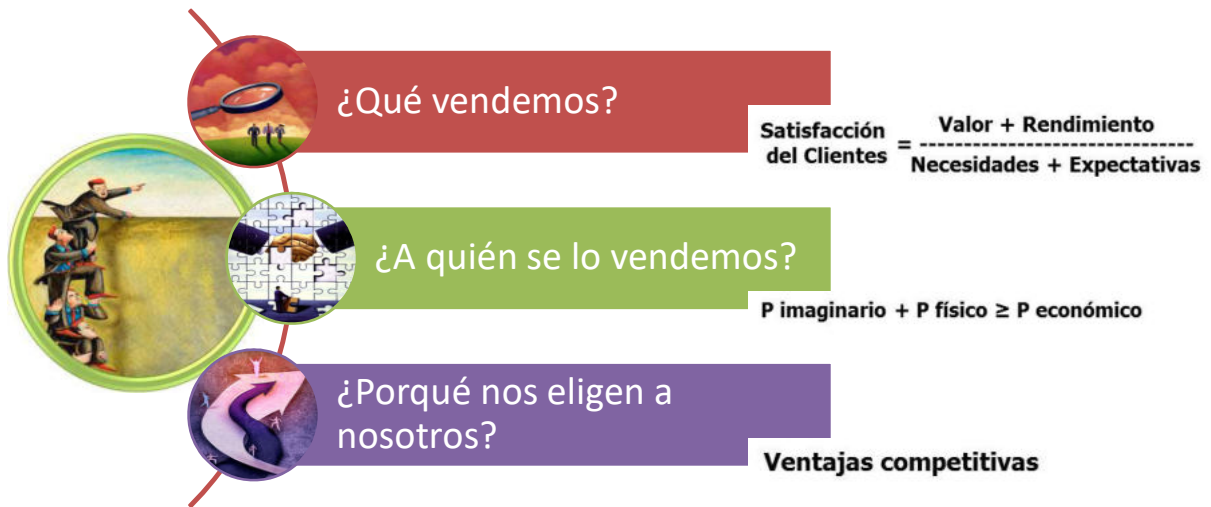 ¿Qué vendemos?
Satisfacción
del Clientes
=
Valor + Rendimiento
-------------------------------
Necesidades + Expectativas
¿A quién se lo vendemos?
P imaginario + P físico ≥ P económico
¿Porqué nos eligen a
nosotros?
Ventajas competitivas